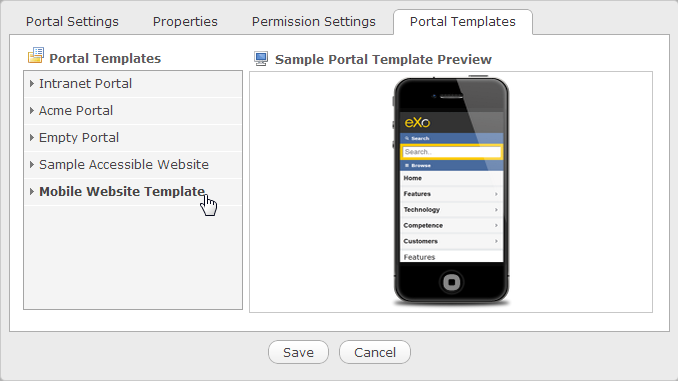 Portal Settings
Properties
Permission Settings
Portal Templates
Portal Templates
Intranet Portal
Acme Portal
Empty Portal
Sample Accessible Website
Mobile Website Template
Sample Portal Template Preview
eXo
Search
Search..
Browse
Home
Features
Technology
Competence
Customers
Features
Save
Cancel